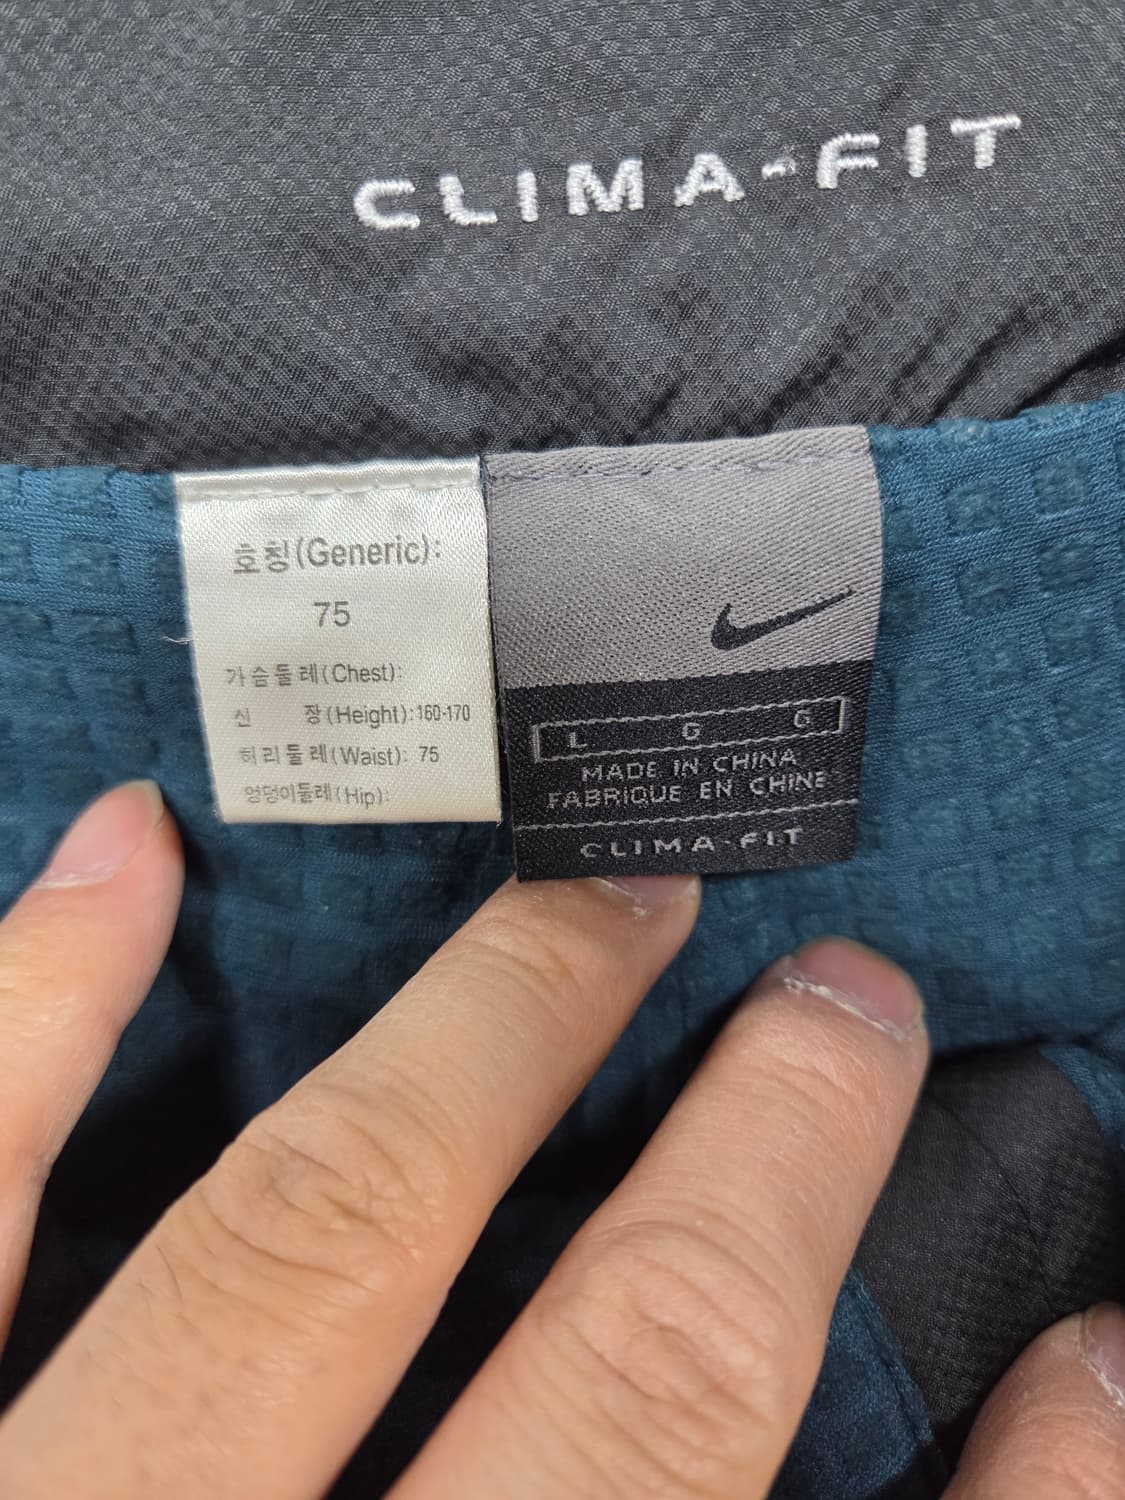 CLIMA-FIT
호칭(Generic):
75
가슴둘레(Chest):
신 장(Height):160-170
허리둘레(Waist): 75
엉덩이둘레(Hip):
L G G
MADE IN CHINA
FABRIQUE EN CHINE
CLIMA-FIT